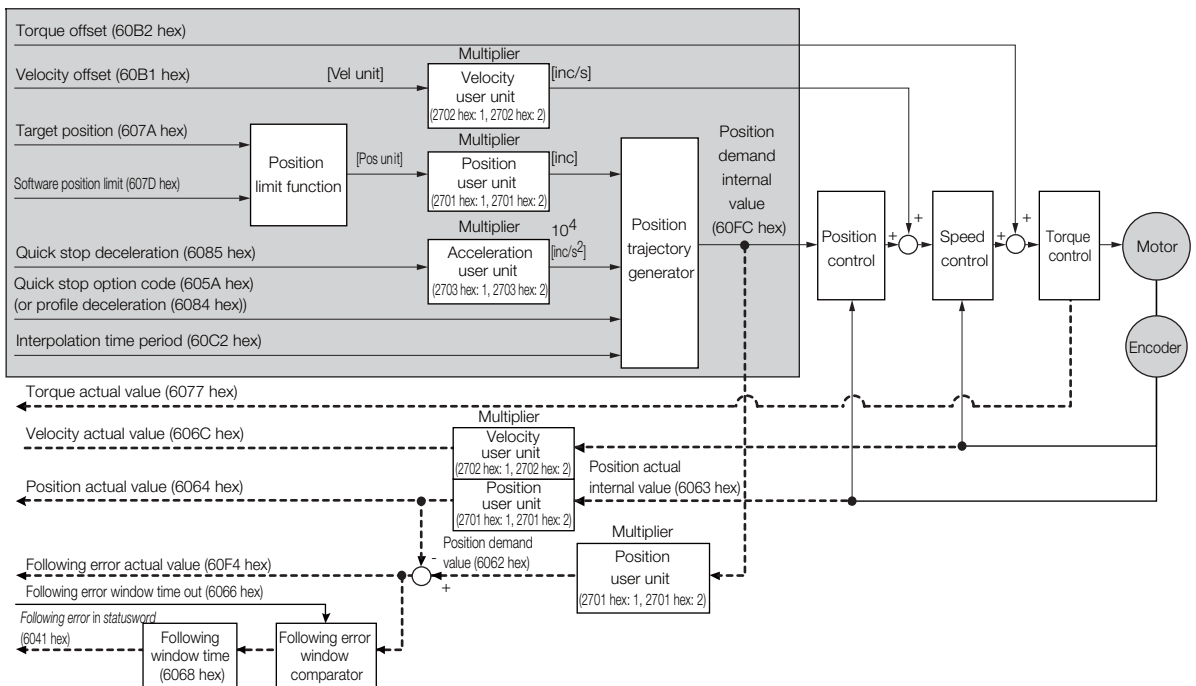 Torque offset (60B2 hex)
Multiplier
Velocity offset (60B1 hex)
[Vel unit]
Velocity
user unit
(2702 hex: 1, 2702 hex: 2)
[inc/s]
Target position (607A hex)
Software position limit (607D hex)
Position
limit function
[Pos unit]
Multiplier
Position
user unit
(2701 hex: 1, 2701 hex: 2)
[inc]
Quick stop deceleration (6085 hex)
Multiplier
Acceleration
user unit
(2703 hex: 1, 2703 hex: 2)
10⁴
[inc/s²]
Quick stop option code (605A hex)
(or profile deceleration (6084 hex))
Interpolation time period (60C2 hex)
Position
trajectory
generator
Position
demand
internal
value
(60FC hex)
Position
control
+
+
Speed
control
+
+
Torque
control
Motor
Encoder
Torque actual value (6077 hex)
Multiplier
Velocity actual value (606C hex)
Velocity
user unit
(2702 hex: 1, 2702 hex: 2)
Position actual value (6064 hex)
Position
user unit
(2701 hex: 1, 2701 hex: 2)
Position actual
internal value (6063 hex)
Multiplier
Position
user unit
(2701 hex: 1, 2701 hex: 2)
Position demand
value (6062 hex)
-
+
Following error actual value (60F4 hex)
Following error window time out (6066 hex)
Following error in statusword
(6041 hex)
Following
window time
(6068 hex)
Following error
window
comparator